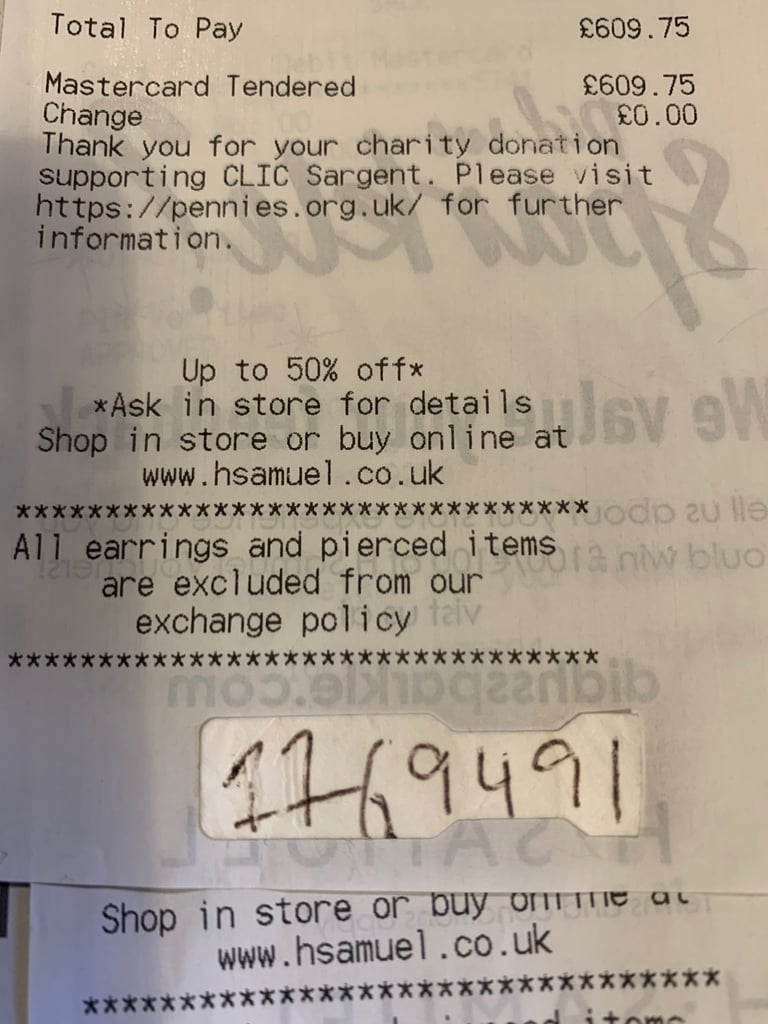 Total To Pay £609.75
Mastercard Tendered £609.75
Change £0.00
Thank you for your charity donation
supporting CLIC Sargent. Please visit
https://pennies.org.uk/ for further
information.
Up to 50% off*
*Ask in store for details
Shop in store or buy online at
www.hsamuel.co.uk
********************************
All earrings and pierced items
are excluded from our
exchange policy
*********************************
Shop in store or buy online at
www.hsamuel.co.uk
*********************************
items